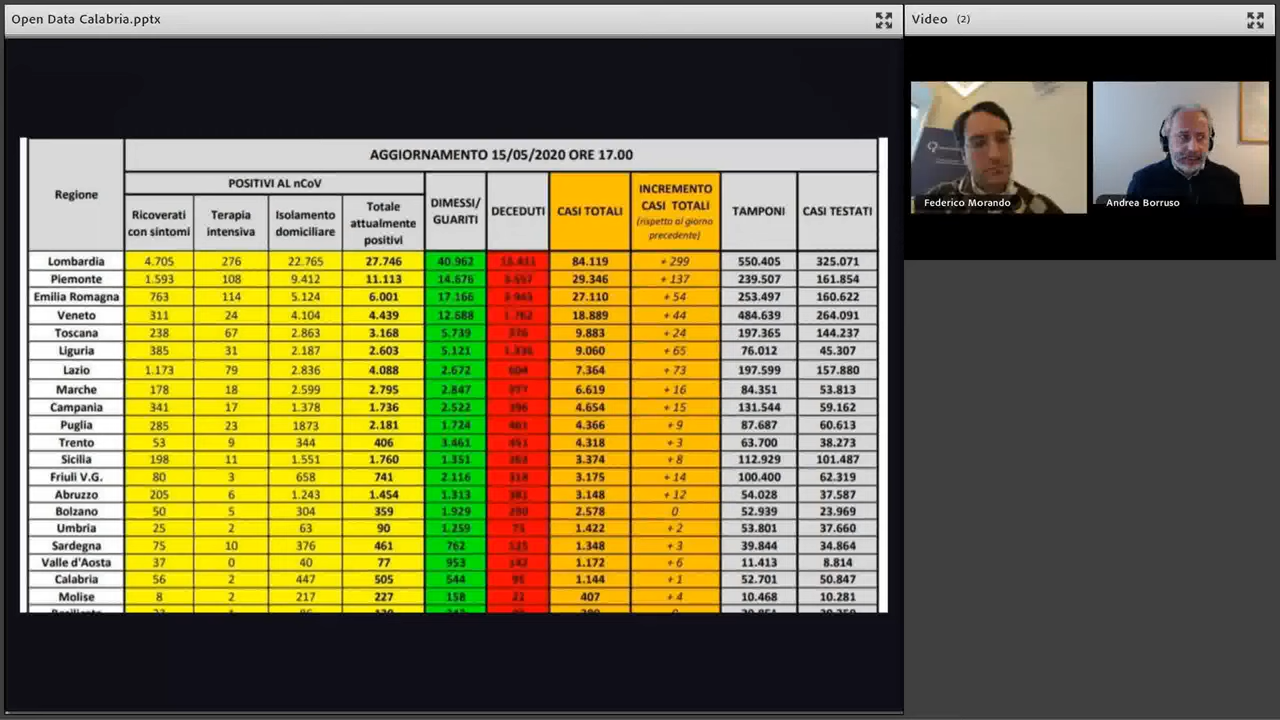 Open Data Calabria.pptx
Video (2)
Federico Morando
Andrea Borruso
AGGIORNAMENTO 15/05/2020 ORE 17.00
Regione
POSITIVI AL nCoV
Ricoverati con sintomi
Terapia intensiva
Isolamento domiciliare
Totale attualmente positivi
DIMESSI/ GUARITI
DECEDUTI
CASI TOTALI
INCREMENTO CASI TOTALI (rispetto al giorno precedente)
TAMPONI
CASI TESTATI
Lombardia 4.705 276 22.765 27.746 40.962 84.119 + 299 550.405 325.071
Piemonte 1.593 108 9.412 11.113 14.676 29.346 + 137 239.507 161.854
Emilia Romagna 763 114 5.124 6.001 17.166 27.110 + 54 253.497 160.622
Veneto 311 24 4.104 4.439 12.688 18.889 + 44 484.639 264.091
Toscana 238 67 2.863 3.168 5.739 9.883 + 24 197.365 144.237
Liguria 385 31 2.187 2.603 5.121 9.060 + 65 76.012 45.307
Lazio 1.173 79 2.836 4.088 2.672 604 7.364 + 73 197.599 157.880
Marche 178 18 2.599 2.795 2.847 977 6.619 + 16 84.351 53.813
Campania 341 17 1.378 1.736 2.522 396 4.654 + 15 131.544 59.162
Puglia 285 23 1873 2.181 1.724 461 4.366 + 9 87.687 60.613
Trento 53 9 344 406 3.461 451 4.318 + 3 63.700 38.273
Sicilia 198 11 1.551 1.760 1.351 263 3.374 + 8 112.929 101.487
Friuli V.G. 80 3 658 741 2.116 318 3.175 + 14 100.400 62.319
Abruzzo 205 6 1.243 1.454 1.313 381 3.148 + 12 54.028 37.587
Bolzano 50 5 304 359 1.929 290 2.578 0 52.939 23.969
Umbria 25 2 63 90 1.259 73 1.422 + 2 53.801 37.660
Sardegna 75 10 376 461 762 125 1.348 + 3 39.844 34.864
Valle d'Aosta 37 0 40 77 953 142 1.172 + 6 11.413 8.814
Calabria 56 2 447 505 544 95 1.144 + 1 52.701 50.847
Molise 8 2 217 227 158 22 407 + 4 10.468 10.281